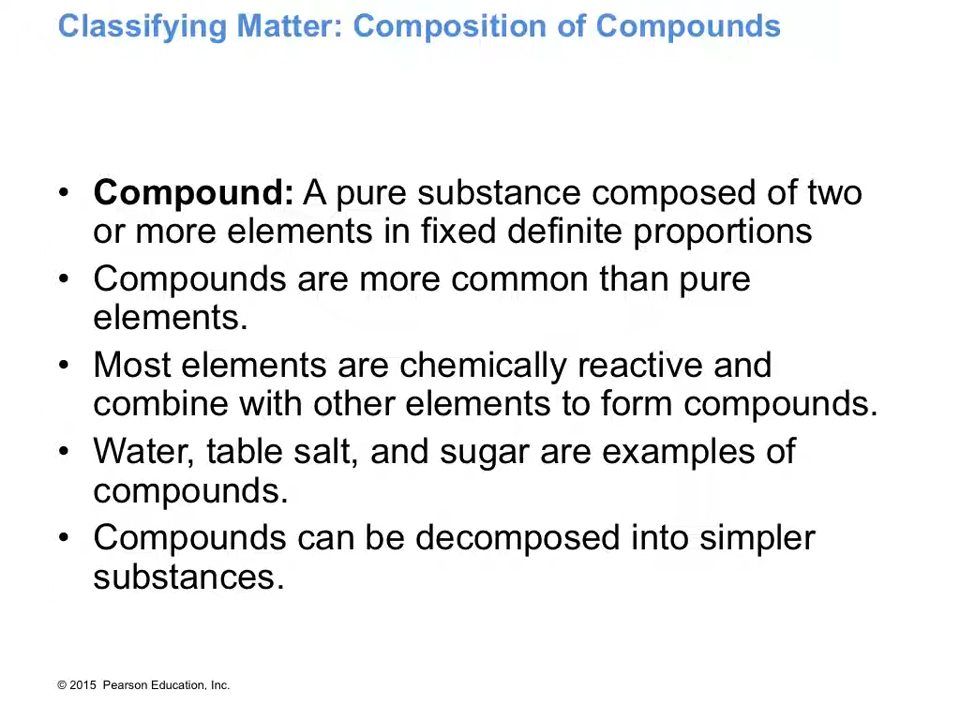 Classifying Matter: Composition of Compounds
• Compound: A pure substance composed of two
or more elements in fixed definite proportions
• Compounds are more common than pure
elements.
• Most elements are chemically reactive and
combine with other elements to form compounds.
• Water, table salt, and sugar are examples of
compounds.
• Compounds can be decomposed into simpler
substances.
© 2015 Pearson Education, Inc.